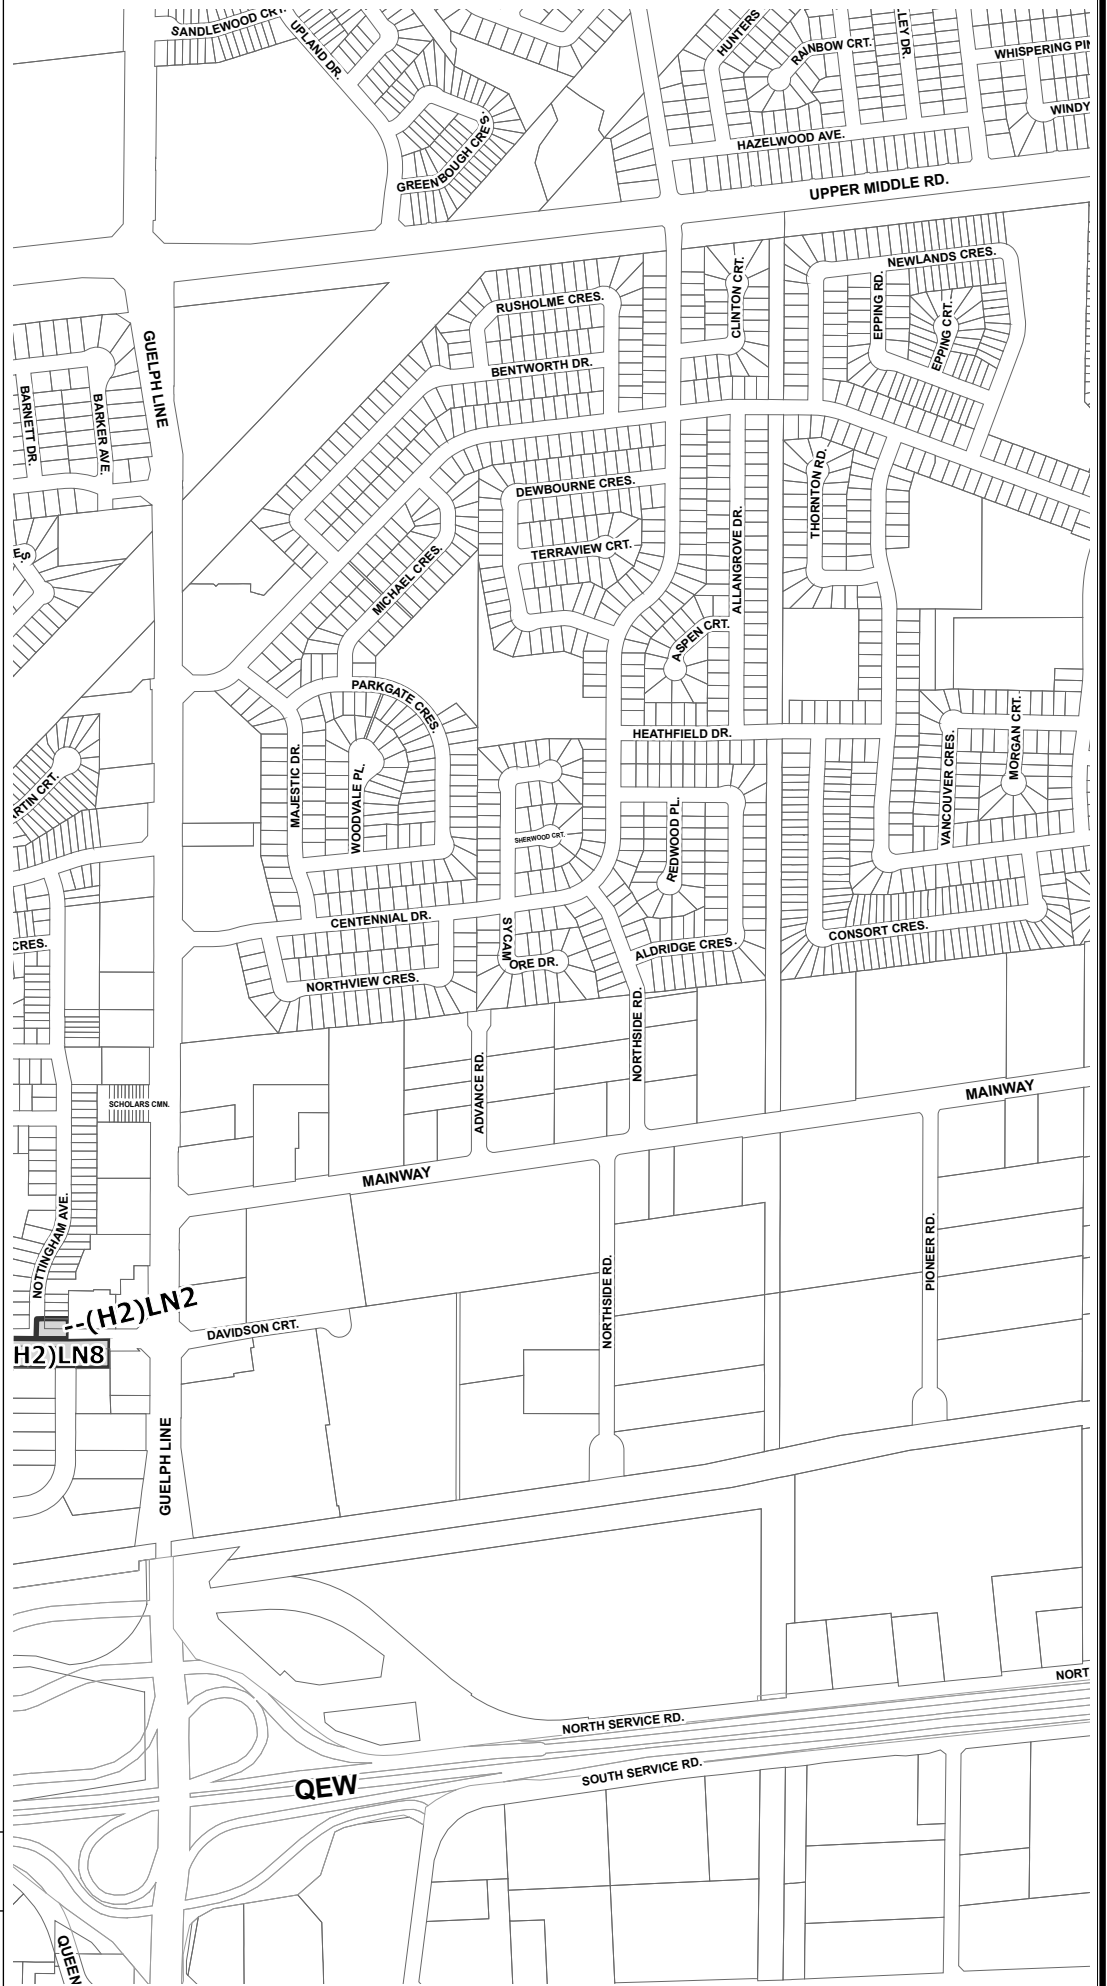 SANDLEWOOD CRT.
UPLAND DR.
HUNTERS
RAINBOW CRT.
LLEY DR.
WHISPERING PIN
WINDY
GREENBOUGH CRES.
HAZELWOOD AVE.
UPPER MIDDLE RD.
NEWLANDS CRES.
CLINTON CRT.
EPPING RD.
EPPING CRT.
RUSHOLME CRES.
BENTWORTH DR.
GUELPH LINE
BARNETT DR.
BARKER AVE.
DEWBOURNE CRES.
THORNTON RD.
TERRAVIEW CRT.
ALLANGROVE DR.
MICHAEL CRES.
ES.
ASPEN CRT.
PARKGATE CRES.
HEATHFIELD DR.
MORGAN CRT.
VANCOUVER CRES.
MAJESTIC DR.
WOODVALE PL.
RTIN CRT.
SHERWOOD CRT.
REDWOOD PL.
CENTENNIAL DR.
SYCAM
ORE DR.
CONSORT CRES.
ALDRIDGE CRES.
CRES.
NORTHVIEW CRES.
NORTHSIDE RD.
ADVANCE RD.
MAINWAY
SCHOLARS CMN.
MAINWAY
NOTTINGHAM AVE.
PIONEER RD.
NORTHSIDE RD.
--(H2)LN2
DAVIDSON CRT.
H2)LN8
GUELPH LINE
NORT
NORTH SERVICE RD.
SOUTH SERVICE RD.
QEW
QUEEN